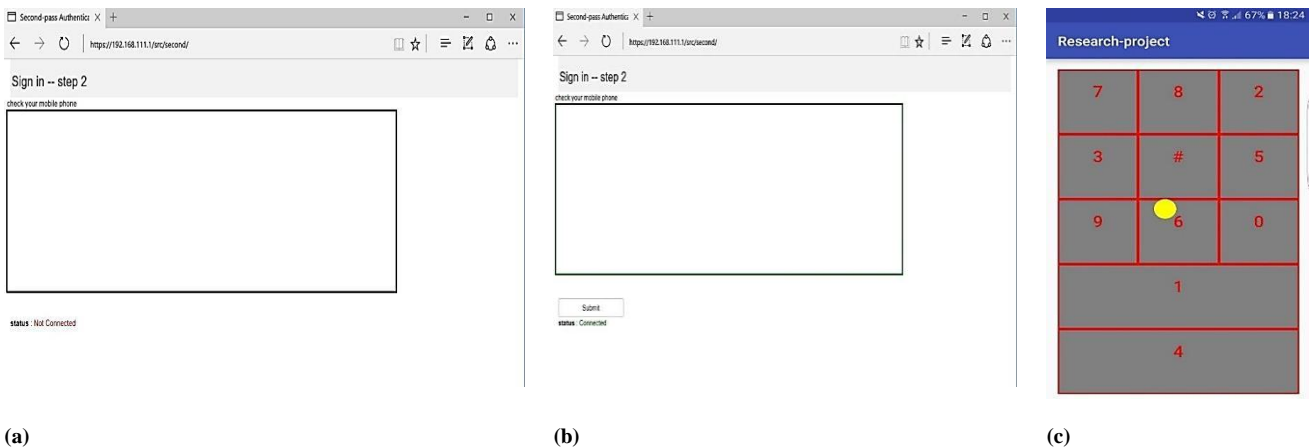 Second-pass Authentic X +
https://192.168.111.1/src/second/
Sign in -- step 2
check your mobile phone
status : Not Connected
(a)
Second-pass Authentic X +
https://192.168.111.1/src/second/
Sign in -- step 2
check your mobile phone
Submit
status : Connected
(b)
67% 18:24
Research-project
7 8 2
3 # 5
9 6 0
1
4
(c)